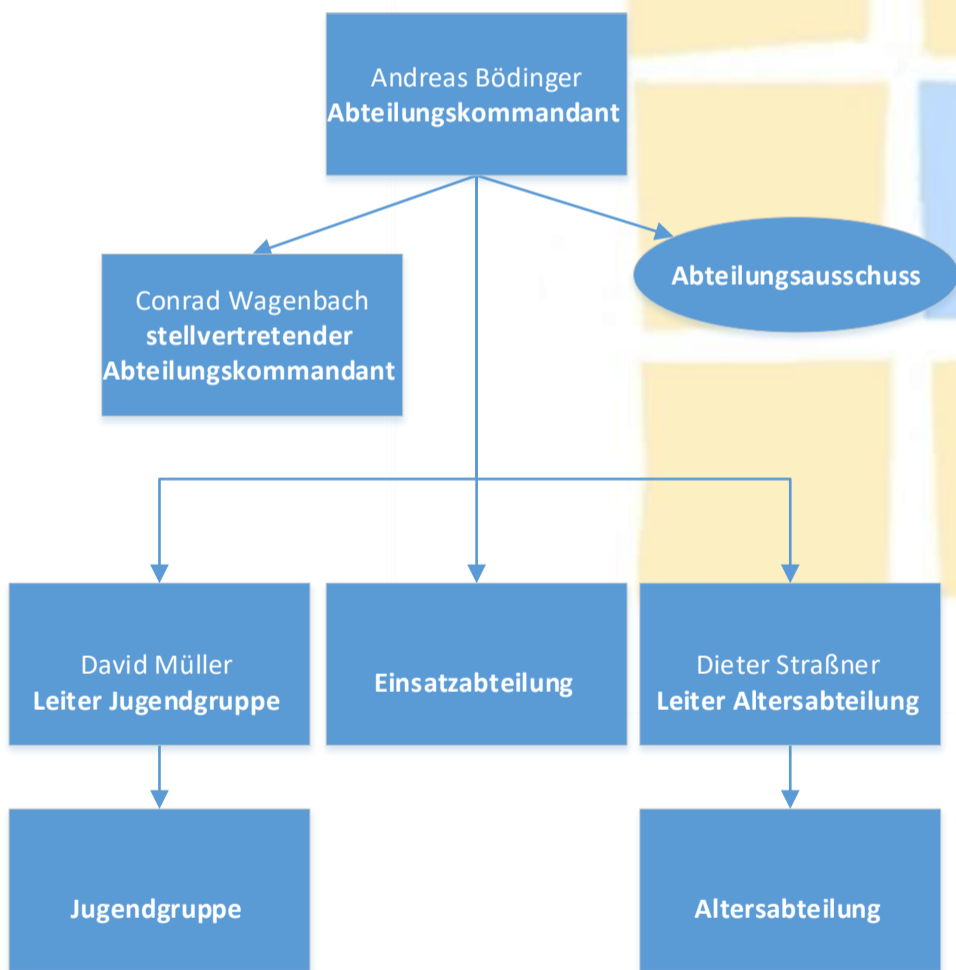 Andreas Bödinger
Abteilungskommandant
Abteilungsausschuss
Conrad Wagenbach
stellvertretender
Abteilungskommandant
David Müller
Leiter Jugendgruppe
Einsatzabteilung
Dieter Straßner
Leiter Altersabteilung
Jugendgruppe
Altersabteilung